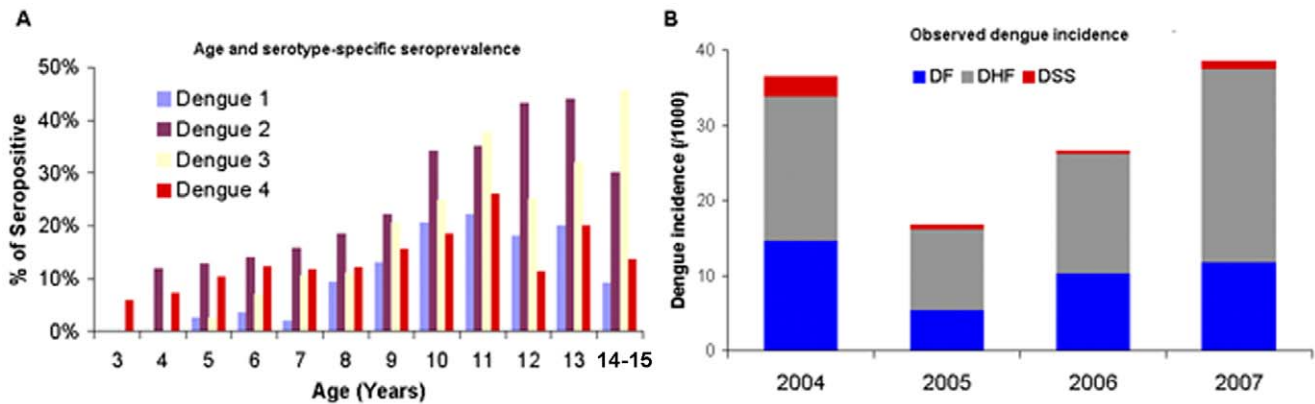 A
Age and serotype-specific seroprevalence
50%
40%
30%
20%
10%
0%
% of Seropositive
Dengue 1
Dengue 2
Dengue 3
Dengue 4
3 4 5 6 7 8 9 10 11 12 13 14-15
Age (Years)
B
Observed dengue incidence
DF DHF DSS
40
30
20
10
0
Dengue incidence (/1000)
2004 2005 2006 2007